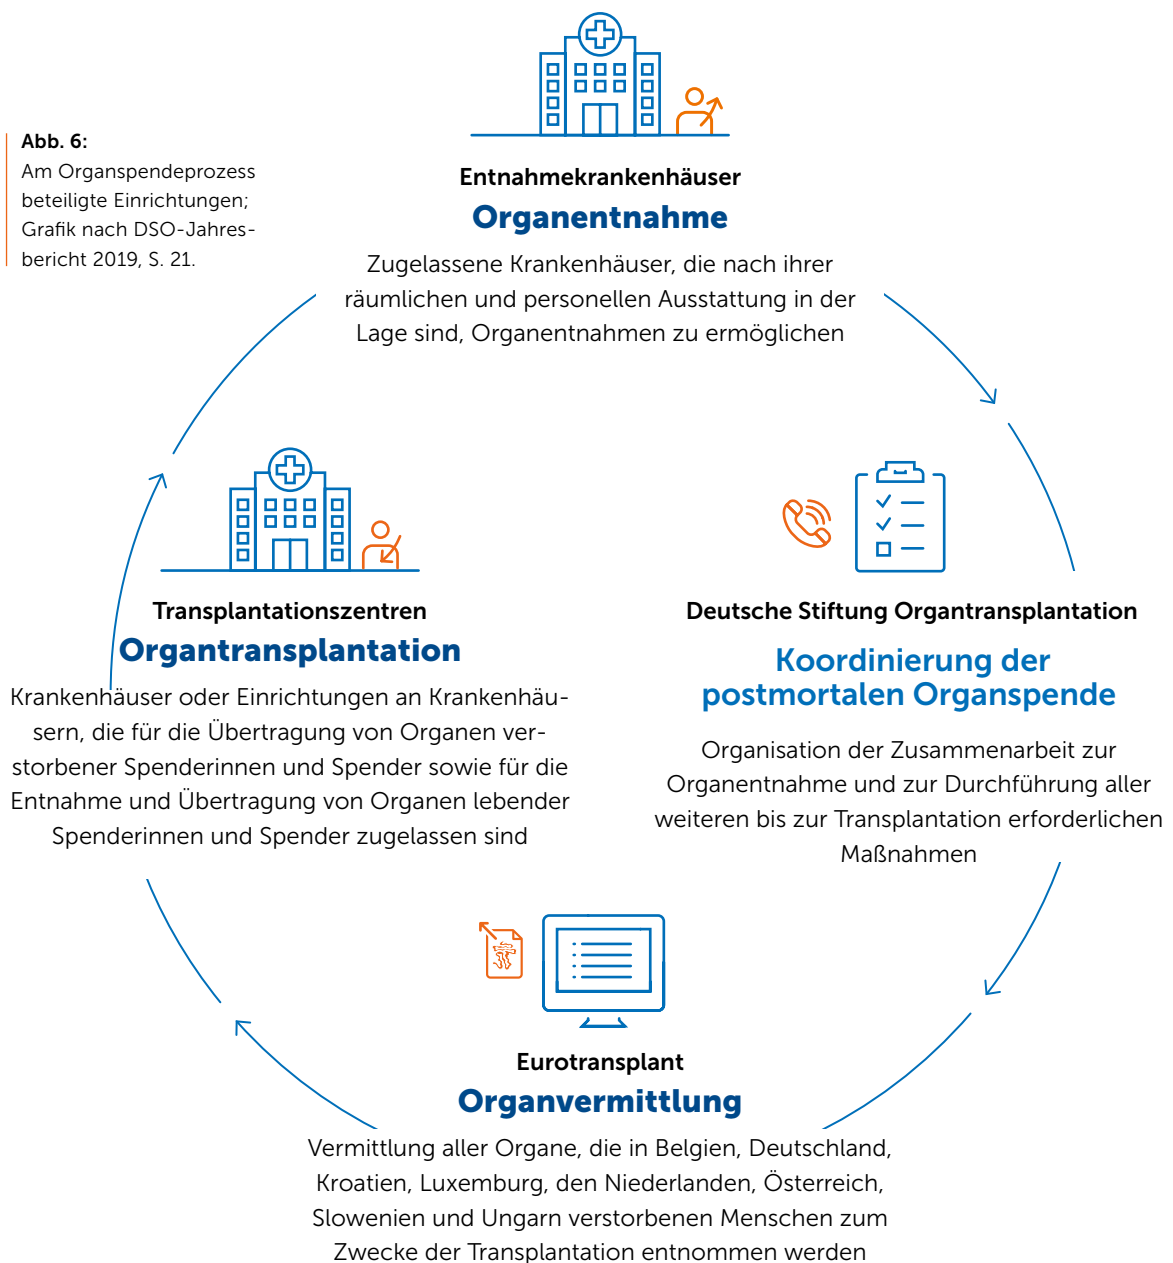 Abb. 6:
Am Organspendeprozess
beteiligte Einrichtungen;
Grafik nach DSO-Jahres-
bericht 2019, S. 21.
Entnahmekrankenhäuser
Organentnahme
Zugelassene Krankenhäuser, die nach ihrer
räumlichen und personellen Ausstattung in der
Lage sind, Organentnahmen zu ermöglichen
Transplantationszentren
Organtransplantation
Krankenhäuser oder Einrichtungen an Krankenhäu-
sern, die für die Übertragung von Organen ver-
storbener Spenderinnen und Spender sowie für die
Entnahme und Übertragung von Organen lebender
Spenderinnen und Spender zugelassen sind
Deutsche Stiftung Organtransplantation
Koordinierung der
postmortalen Organspende
Organisation der Zusammenarbeit zur
Organentnahme und zur Durchführung aller
weiteren bis zur Transplantation erforderlichen
Maßnahmen
Eurotransplant
Organvermittlung
Vermittlung aller Organe, die in Belgien, Deutschland,
Kroatien, Luxemburg, den Niederlanden, Österreich,
Slowenien und Ungarn verstorbenen Menschen zum
Zwecke der Transplantation entnommen werden